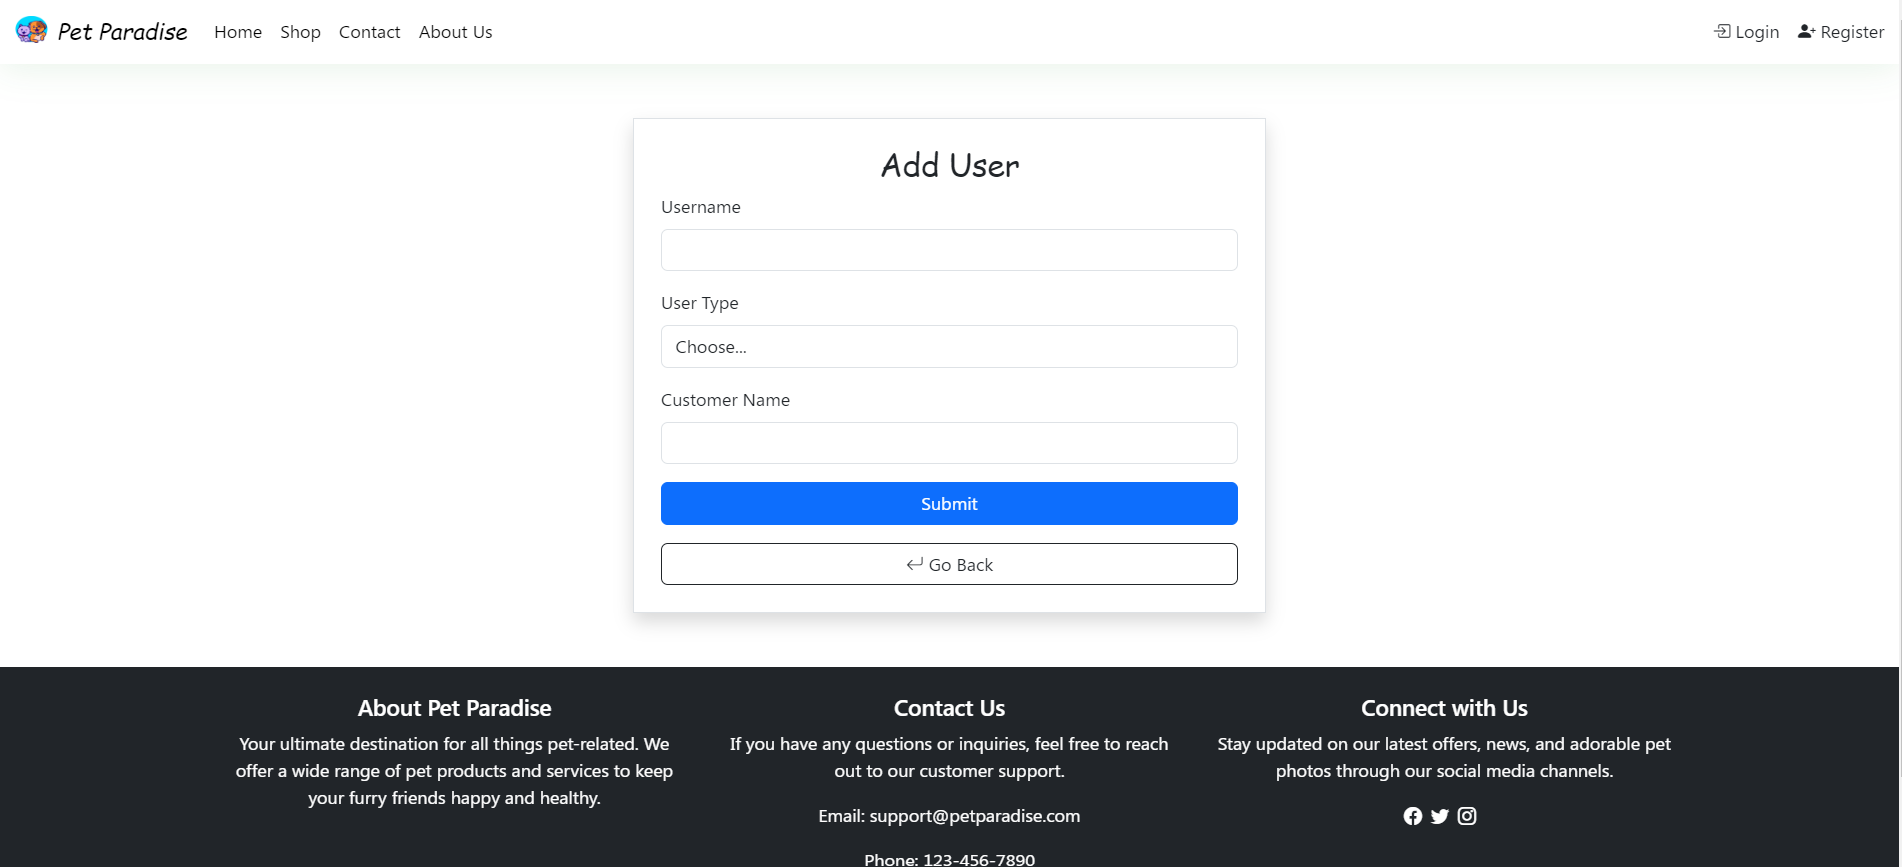 Pet Paradise
Home
Shop
Contact
About Us
Login
Register
Add User
Username
User Type
Choose...
Customer Name
Submit
Go Back
About Pet Paradise
Your ultimate destination for all things pet-related. We
offer a wide range of pet products and services to keep
your furry friends happy and healthy.
Contact Us
If you have any questions or inquiries, feel free to reach
out to our customer support.
Email: support@petparadise.com
Phone: 123-456-7890
Connect with Us
Stay updated on our latest offers, news, and adorable pet
photos through our social media channels.